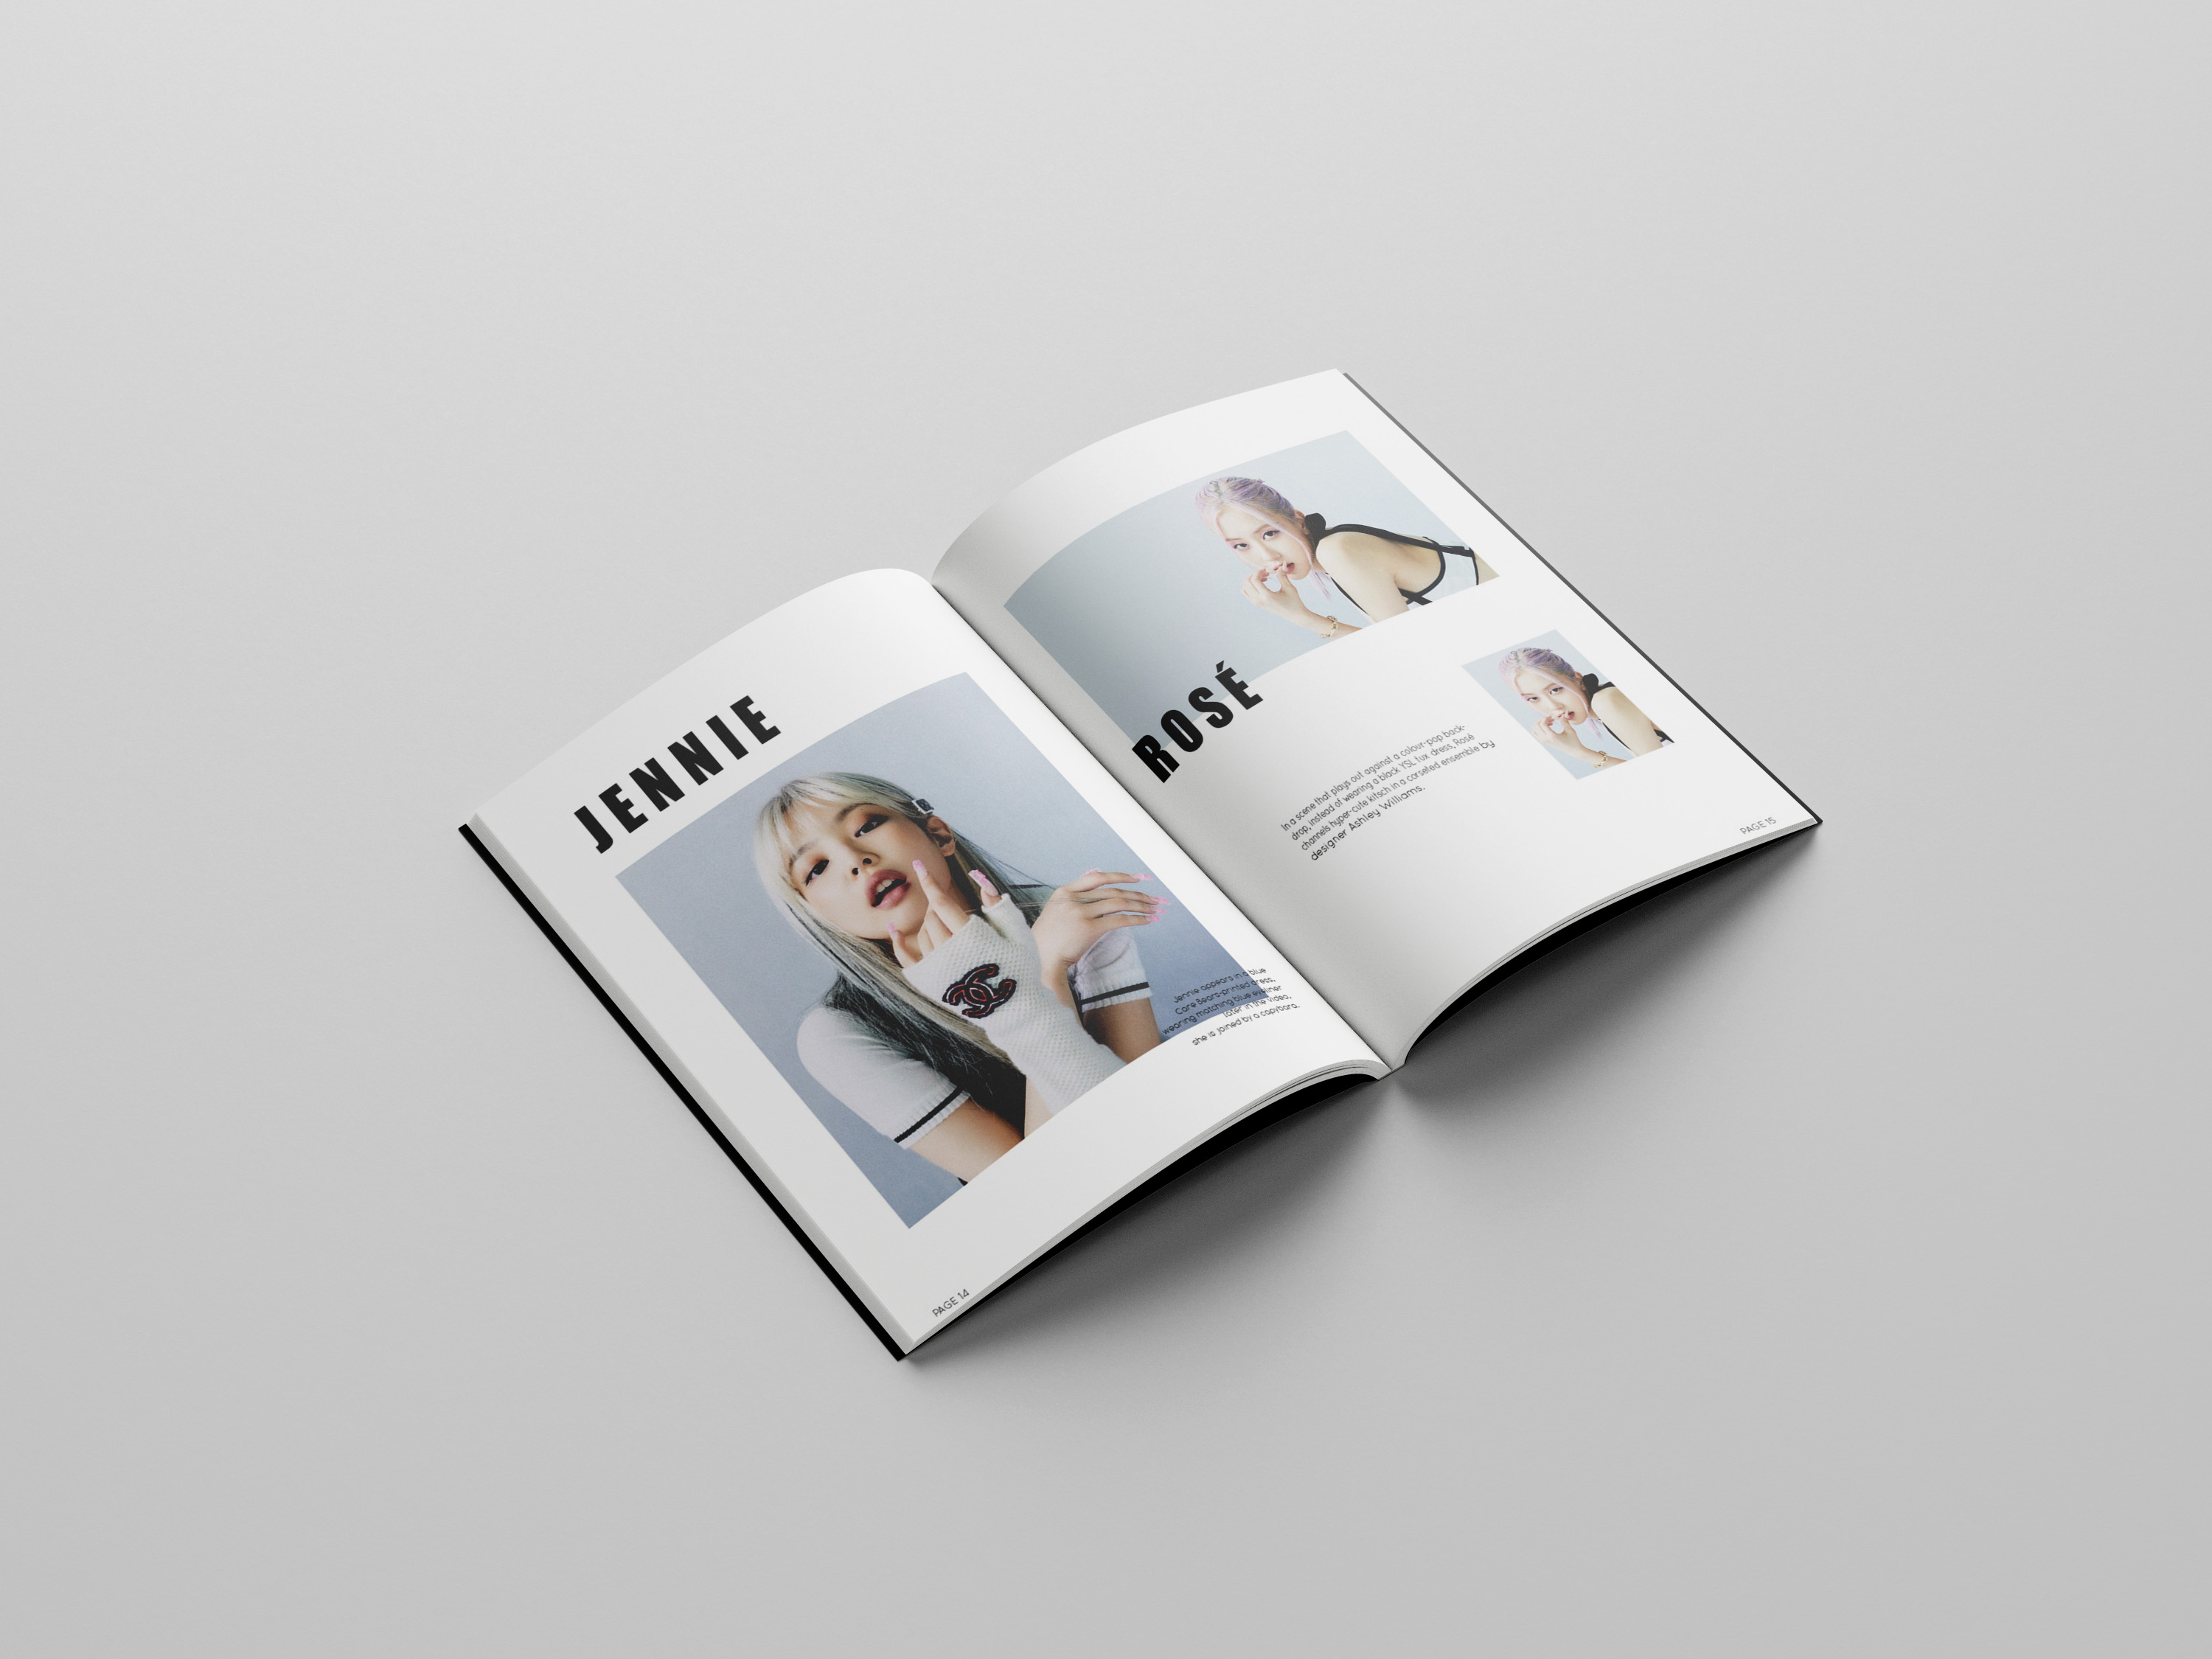 JENNIE
Jennie appears in a blue
Care Bears-printed dress,
wearing matching blue eyeliner
later in the video,
she is joined by a capybara.
PAGE 14
ROSÉ
In a scene that plays out against a colour-pop back-
drop, instead of wearing a black YSL tux dress, Rosé
channels hyper-cute kitsch in a corseted ensemble by
designer Ashley Williams.
PAGE 15